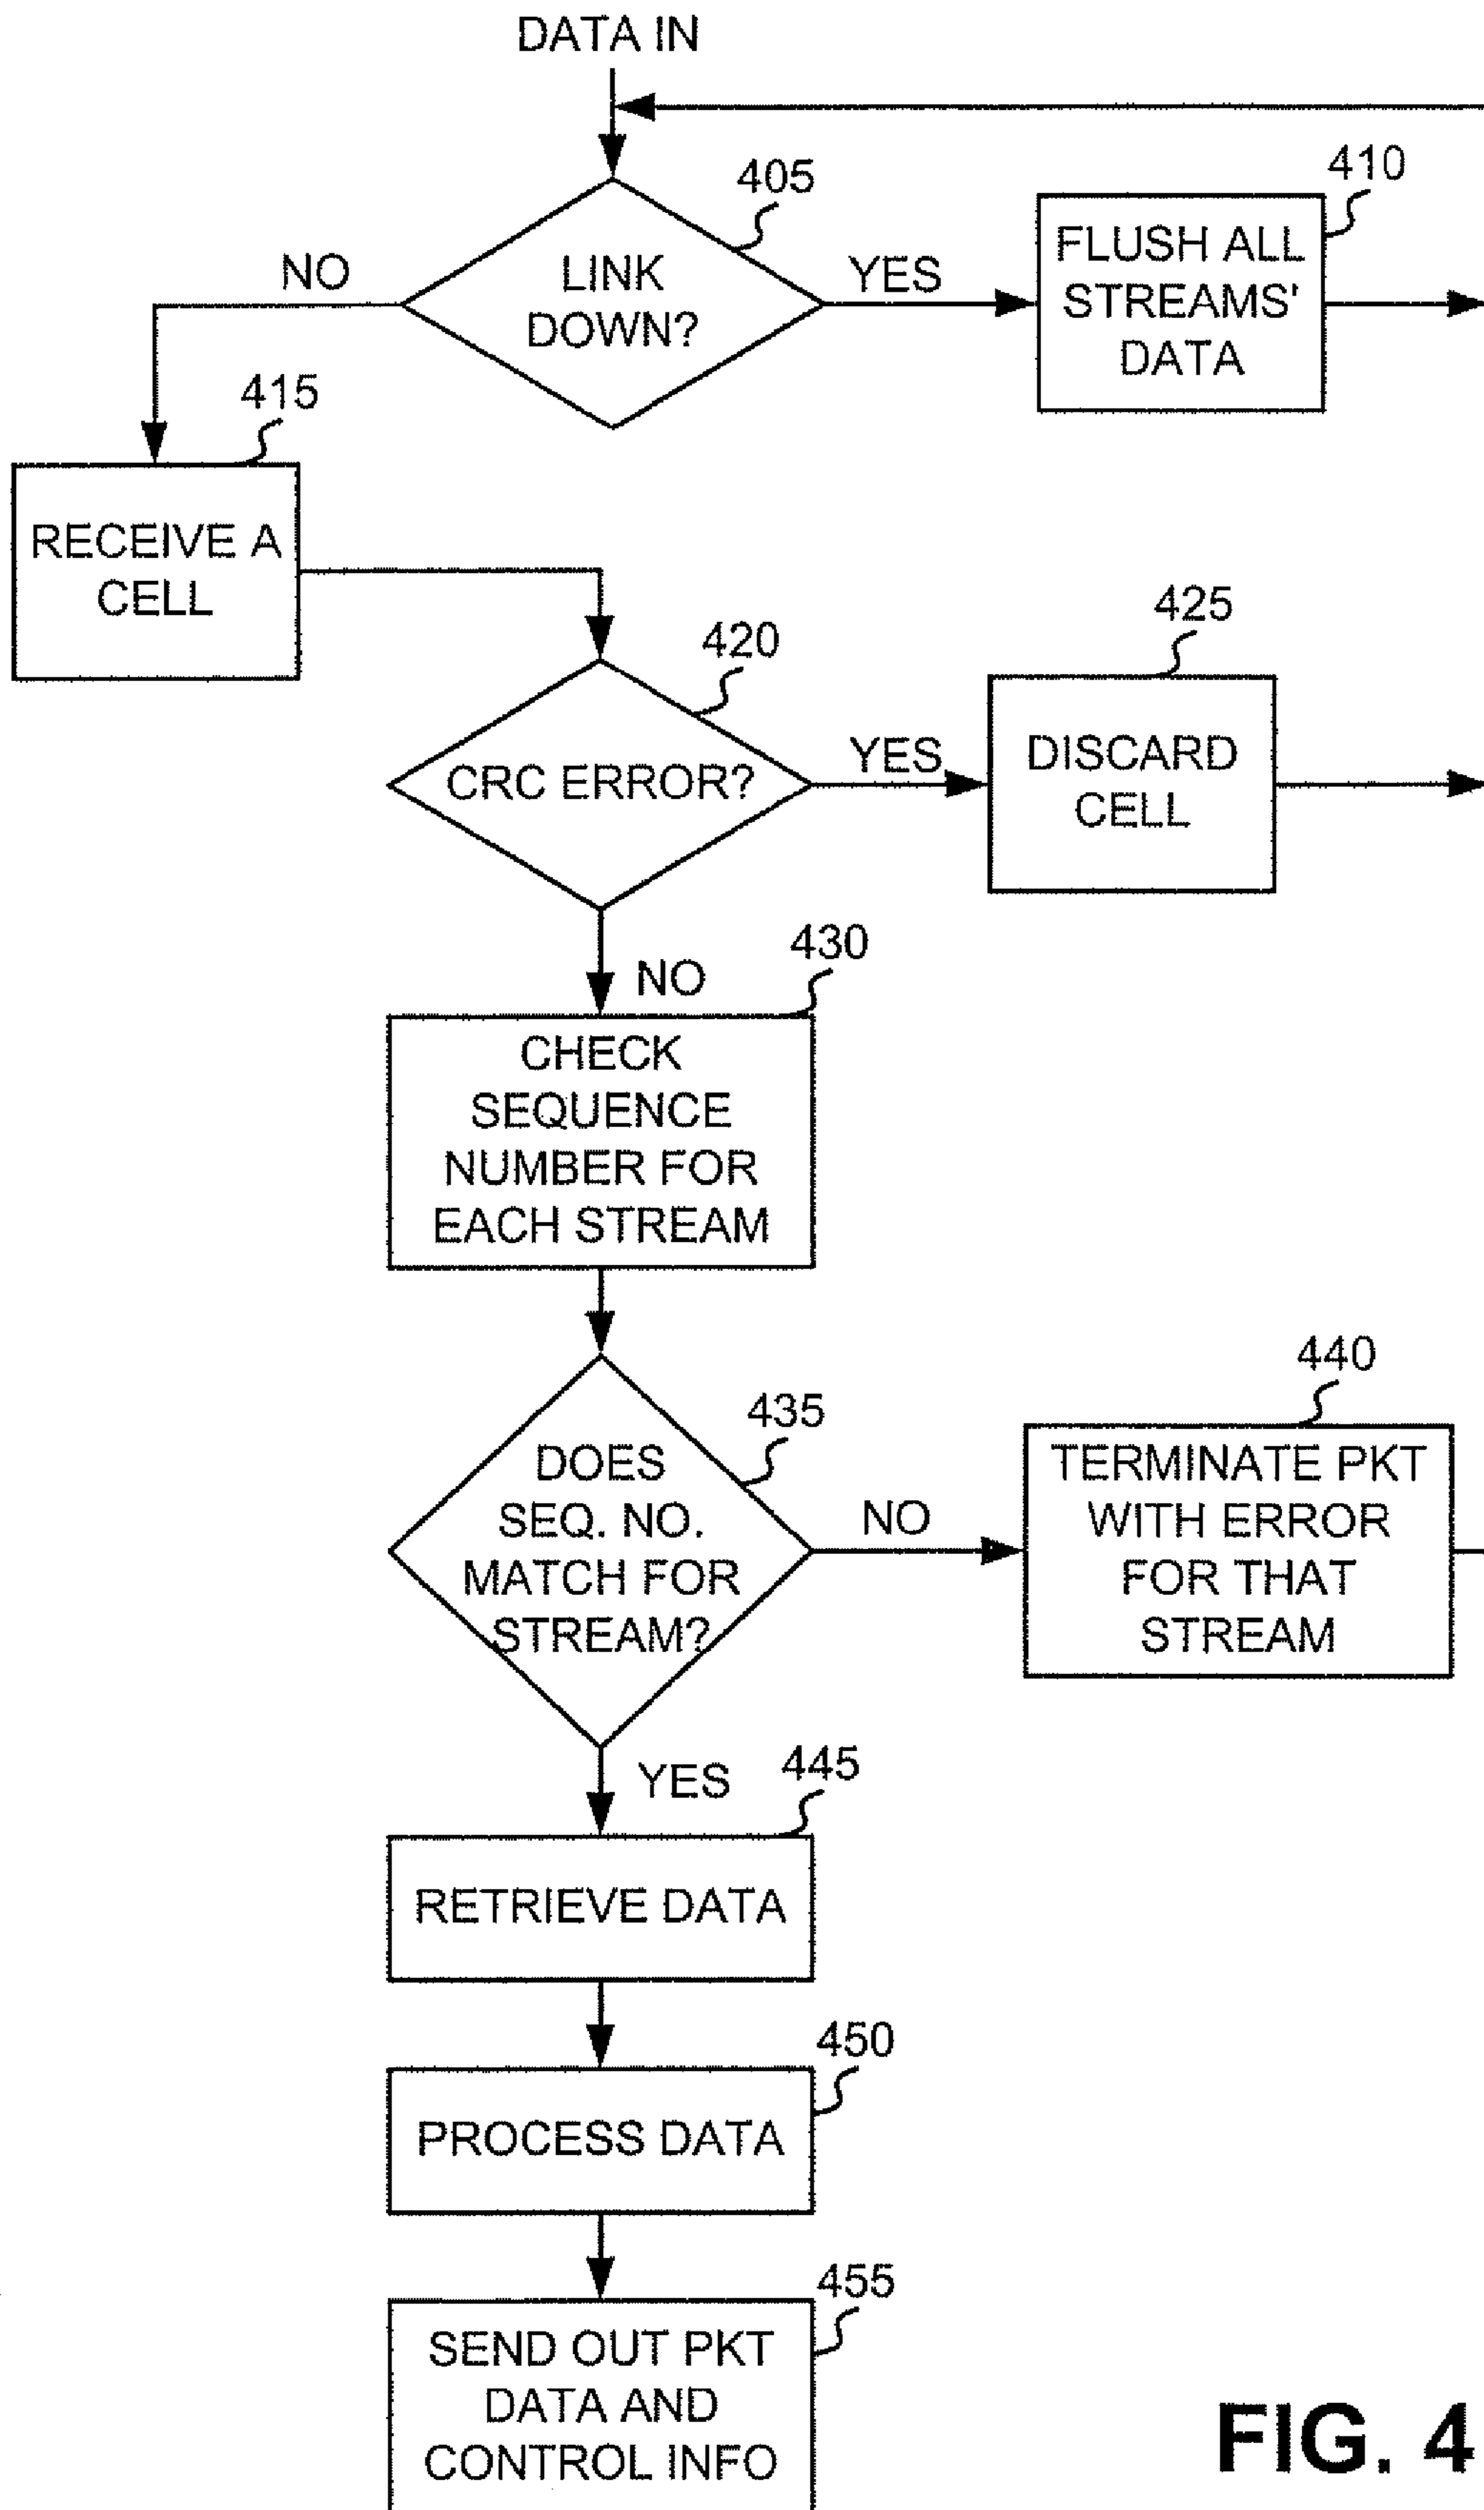 DATA IN
405
410
NO
LINK
DOWN?
YES
FLUSH ALL
STREAMS'
DATA
415
RECEIVE A
CELL
420
425
CRC ERROR?
YES
DISCARD
CELL
NO
430
CHECK
SEQUENCE
NUMBER FOR
EACH STREAM
435
440
DOES
SEQ. NO.
MATCH FOR
STREAM?
NO
TERMINATE PKT
WITH ERROR
FOR THAT
STREAM
YES
445
RETRIEVE DATA
450
PROCESS DATA
455
SEND OUT PKT
DATA AND
CONTROL INFO
FIG. 4